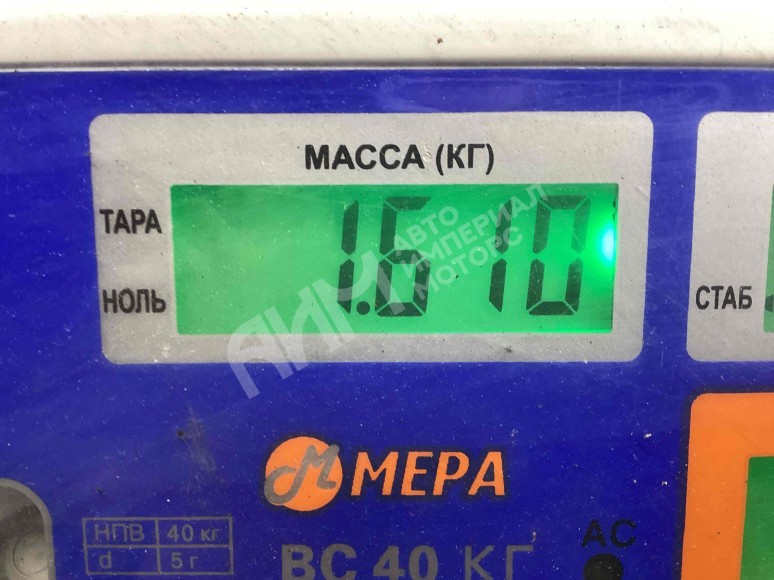 МАССА (КГ)
ТАРА
НОЛЬ
1.610
СТАБ
АИМ
АВТО
ИМПЕРИАЛ
МОТОРС
М МЕРА
НПВ 40 кг
d 5 г
ВС 40 КГ
AC